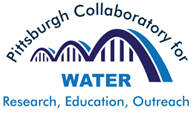 Pittsburgh Collaboratory for
WATER
Research, Education, Outreach